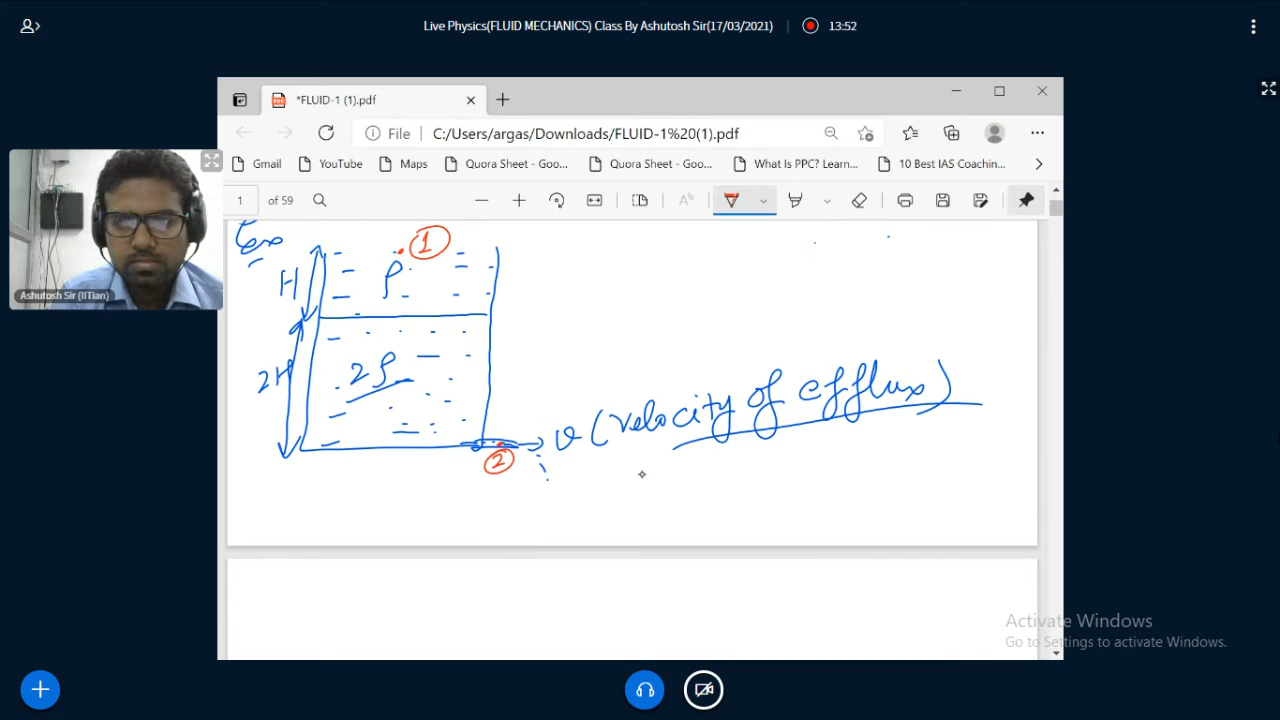 Live Physics(FLUID MECHANICS) Class By Ashutosh Sir(17/03/2021)
13:52
*FLUID-1 (1).pdf
File
C:/Users/argas/Downloads/FLUID-1%20(1).pdf
Gmail
YouTube
Maps
Quora Sheet - Goo...
Quora Sheet - Goo...
What Is PPC? Learn...
10 Best IAS Coachin...
1
of 59
Ashutosh Sir (IITian)
Ex
1
H
ρ
2H
2ρ
v (velocity of efflux)
2
Activate Windows
Go to Settings to activate Windows.